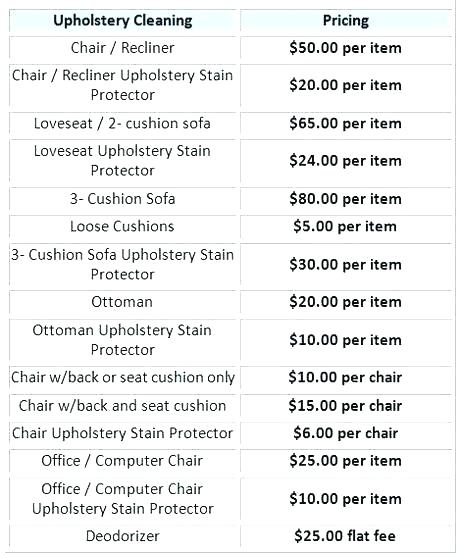 Upholstery Cleaning Pricing
Chair / Recliner $50.00 per item
Chair / Recliner Upholstery Stain
Protector $20.00 per item
Loveseat / 2- cushion sofa $65.00 per item
Loveseat Upholstery Stain
Protector $24.00 per item
3- Cushion Sofa $80.00 per item
Loose Cushions $5.00 per item
3- Cushion Sofa Upholstery Stain
Protector $30.00 per item
Ottoman $20.00 per item
Ottoman Upholstery Stain
Protector $10.00 per item
Chair w/back or seat cushion only $10.00 per chair
Chair w/back and seat cushion $15.00 per chair
Chair Upholstery Stain Protector $6.00 per chair
Office / Computer Chair $25.00 per item
Office / Computer Chair
Upholstery Stain Protector $10.00 per item
Deodorizer $25.00 flat fee